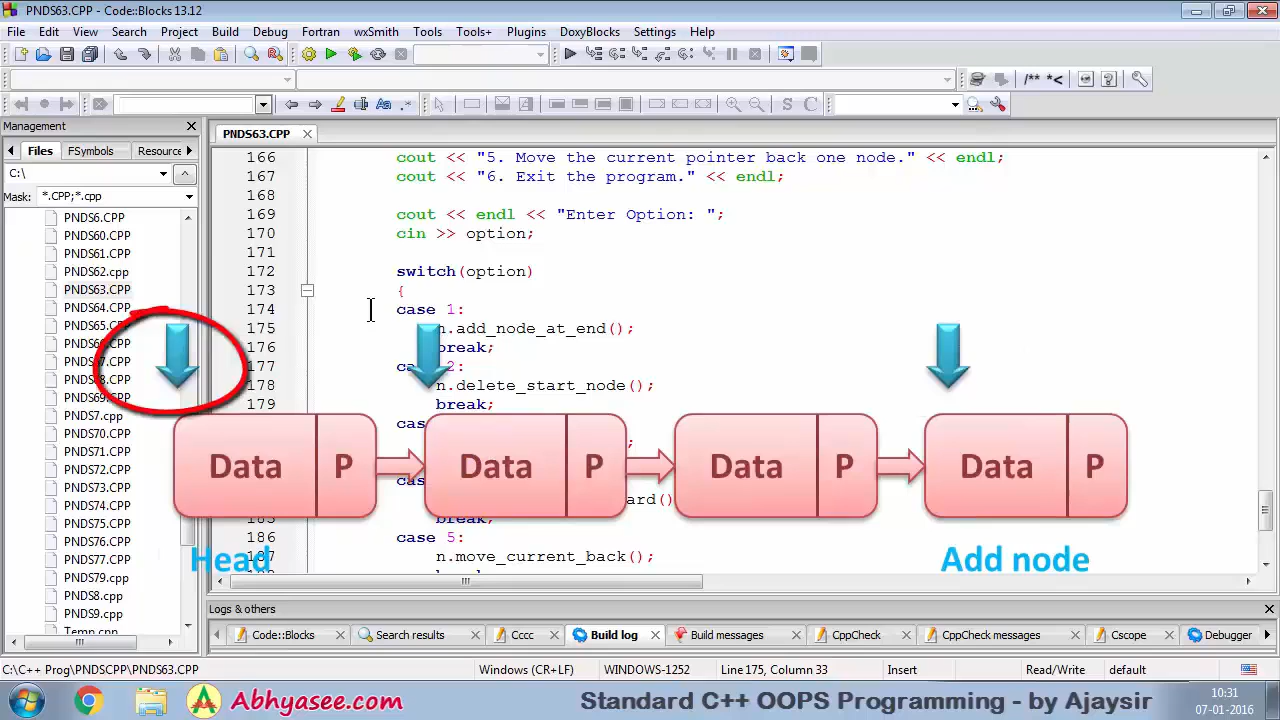 PNDS63.CPP - Code::Blocks 13.12
File Edit View Search Project Build Debug Fortran wxSmith Tools Tools+ Plugins DoxyBlocks Settings Help
/** *<
S C
Management
Files FSymbols Resource
C:\
Mask: *.CPP;*.cpp
PNDS6.CPP
PNDS60.CPP
PNDS61.CPP
PNDS62.cpp
PNDS63.CPP
PNDS64.CPP
PNDS65.CPP
PNDS7.cpp
PNDS70.CPP
PNDS71.CPP
PNDS72.CPP
PNDS73.CPP
PNDS74.CPP
PNDS75.CPP
PNDS76.CPP
PNDS77.CPP
PNDS79.cpp
PNDS8.cpp
PNDS9.cpp
Temp.cpp
PNDS63.CPP
166 cout << "5. Move the current pointer back one node." << endl;
167 cout << "6. Exit the program." << endl;
168
169 cout << endl << "Enter Option: ";
170 cin >> option;
171
172 switch(option)
173 {
174 case 1:
175 n.add_node_at_end();
176 break;
177 case 2:
178 n.delete_start_node();
179 break;
Data P Data P Data P Data P
break;
186 case 5:
n.move_current_back();
Head Add node
Logs & others
Code::Blocks Search results Cccc Build log Build messages CppCheck CppCheck messages Cscope Debugger
C:\C++ Prog\PNDSCPP\PNDS63.CPP Windows (CR+LF) WINDOWS-1252 Line 175, Column 33 Insert Read/Write default
Abhyasee.com Standard C++ OOPS Programming - by Ajaysir
10:31
07-01-2016